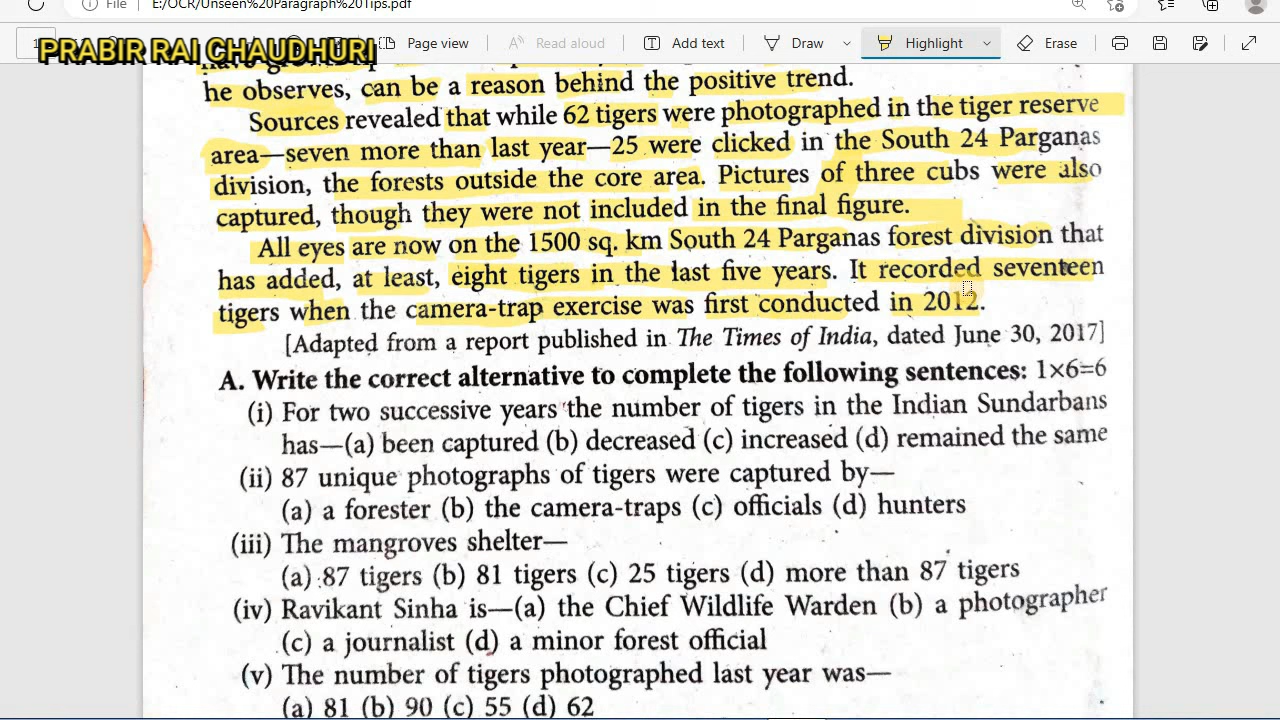 File E:/OCR/Unseen%20Paragraph%20Tips.pdf
PRABIR RAI CHAUDHURI
Page view Read aloud Add text Draw Highlight Erase
he observes, can be a reason behind the positive trend.
Sources revealed that while 62 tigers were photographed in the tiger reserve
area—seven more than last year—25 were clicked in the South 24 Parganas
division, the forests outside the core area. Pictures of three cubs were also
captured, though they were not included in the final figure.
All eyes are now on the 1500 sq. km South 24 Parganas forest division that
has added, at least, eight tigers in the last five years. It recorded seventeen
tigers when the camera-trap exercise was first conducted in 2012.
[Adapted from a report published in The Times of India, dated June 30, 2017]
A. Write the correct alternative to complete the following sentences: 1×6=6
(i) For two successive years the number of tigers in the Indian Sundarbans
has—(a) been captured (b) decreased (c) increased (d) remained the same
(ii) 87 unique photographs of tigers were captured by—
(a) a forester (b) the camera-traps (c) officials (d) hunters
(iii) The mangroves shelter—
(a) 87 tigers (b) 81 tigers (c) 25 tigers (d) more than 87 tigers
(iv) Ravikant Sinha is—(a) the Chief Wildlife Warden (b) a photographer
(c) a journalist (d) a minor forest official
(v) The number of tigers photographed last year was—
(a) 81 (b) 90 (c) 55 (d) 62